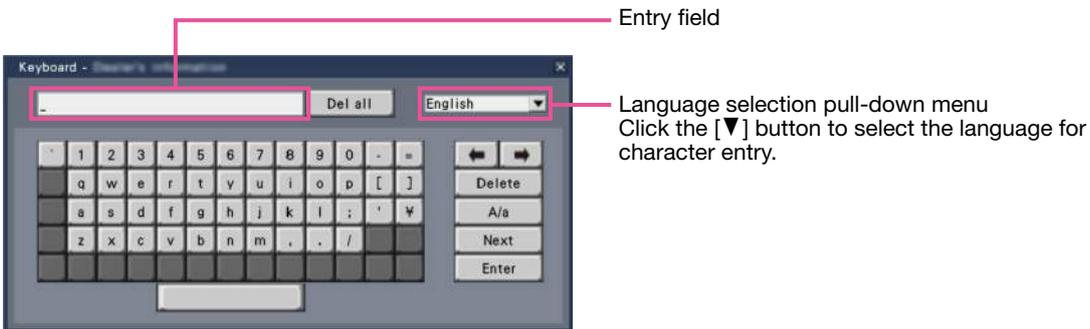 Entry field
Keyboard -
_ Del all English ▼
Language selection pull-down menu
Click the [▼] button to select the language for
character entry.
` 1 2 3 4 5 6 7 8 9 0 - =
q w e r t y u i o p [ ] Delete
a s d f g h j k l ; ' ¥ A/a
z x c v b n m , . / Next
Enter